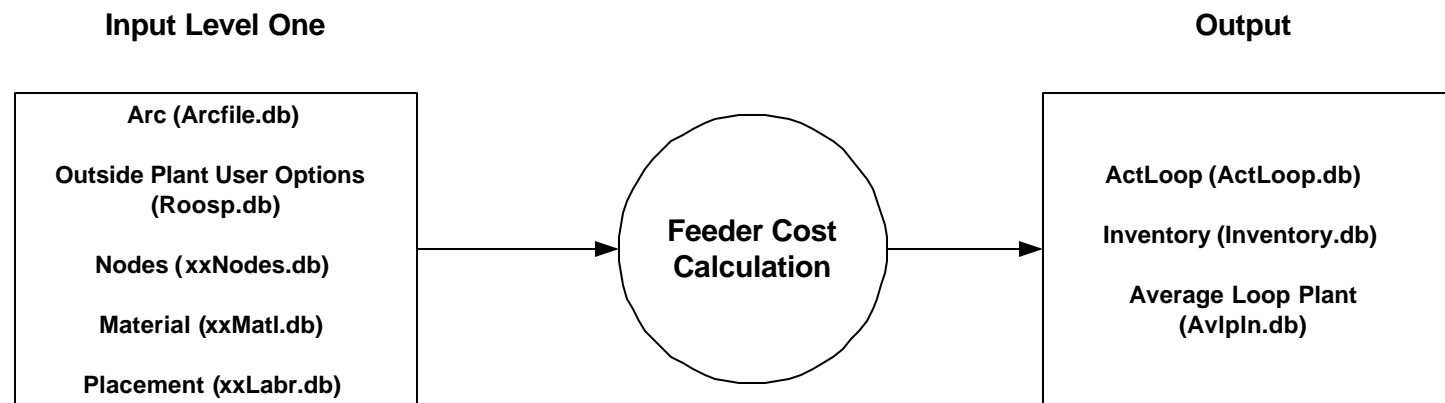 Input Level One
Output
Arc (Arcfile.db)
Outside Plant User Options
(Roosp.db)
Nodes (xxNodes.db)
Material (xxMatl.db)
Placement (xxLabr.db)
Feeder Cost
Calculation
ActLoop (ActLoop.db)
Inventory (Inventory.db)
Average Loop Plant
(Avlpln.db)